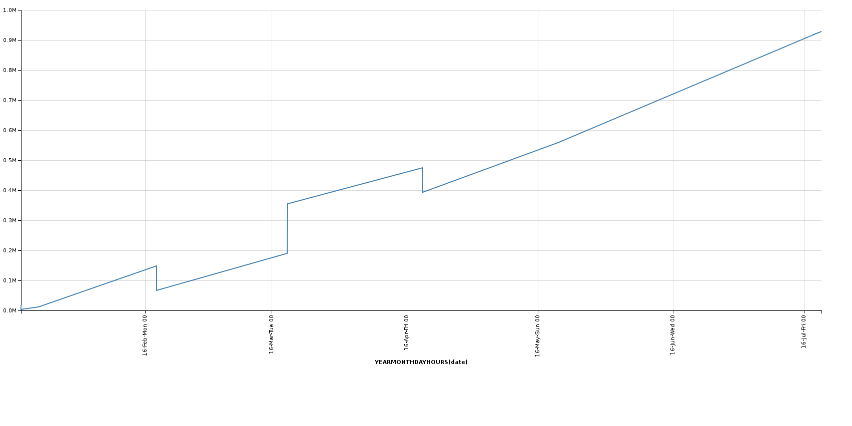 1.0M
0.9M
0.8M
0.7M
0.6M
0.5M
0.4M
0.3M
0.2M
0.1M
0.0M
16-Feb-Mon 00
16-Mar-Tue 00
16-Apr-Fri 00
16-May-Sun 00
16-Jun-Wed 00
16-Jul-Fri 00
YEARMONTHDAYHOURS(date)